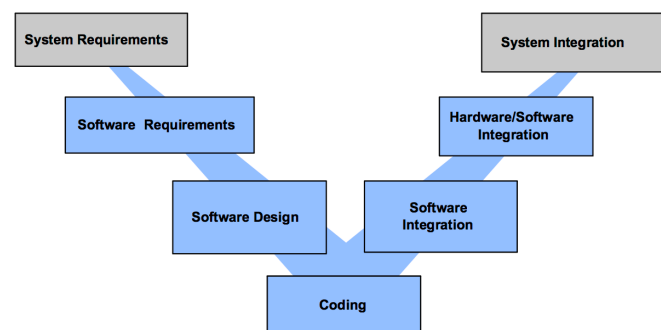 System Requirements
System Integration
Software Requirements
Hardware/Software
Integration
Software Design
Software
Integration
Coding